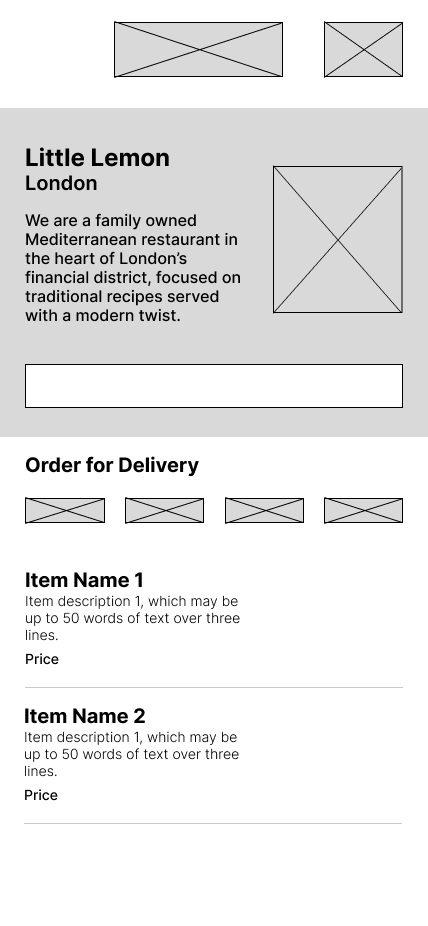 Little Lemon
London
We are a family owned
Mediterranean restaurant in
the heart of London’s
financial district, focused on
traditional recipes served
with a modern twist.
Order for Delivery
Item Name 1
Item description 1, which may be
up to 50 words of text over three
lines.
Price
Item Name 2
Item description 1, which may be
up to 50 words of text over three
lines.
Price